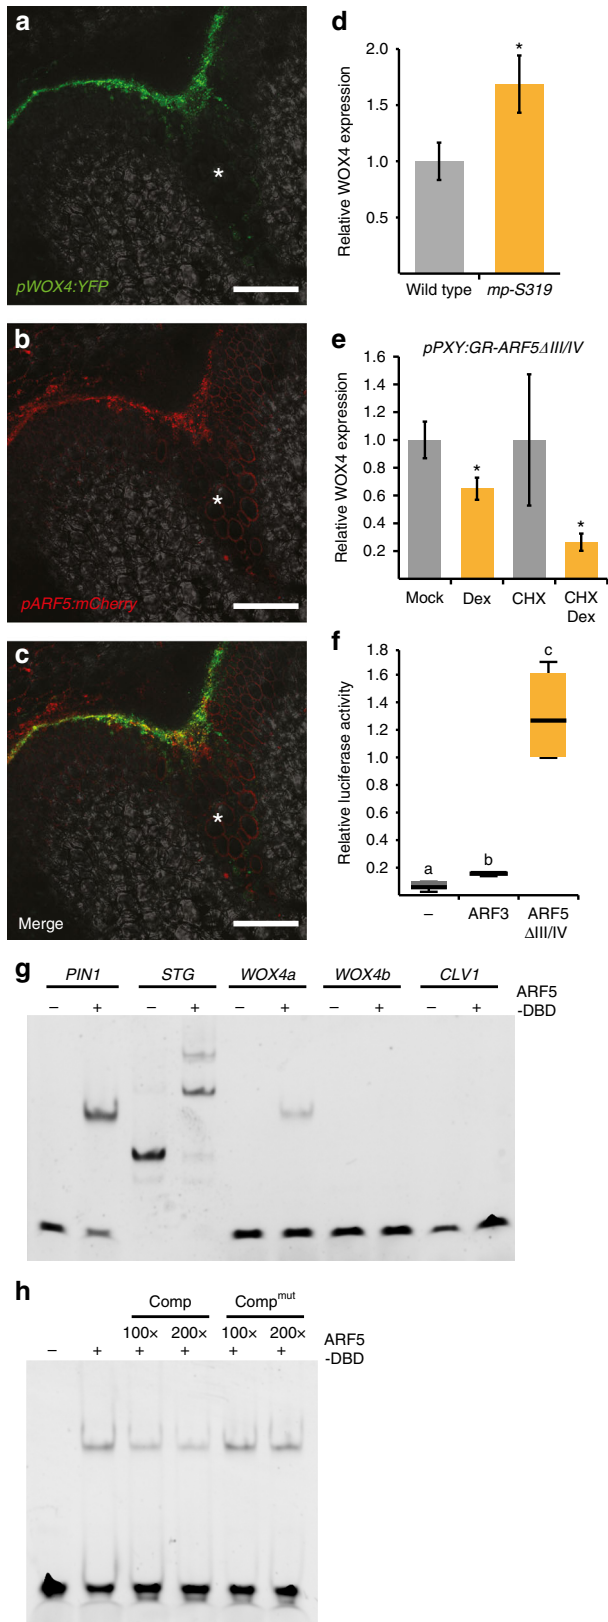 a
*
pWOX4:YFP
b
*
pARF5:mCherry
c
*
Merge
d
Relative WOX4 expression
2.0
1.5
1.0
0.5
*
Wild type mp-S319
e
pPXY:GR-ARF5ΔIII/IV
Relative WOX4 expression
1.6
1.4
1.2
1.0
0.8
0.6
0.4
0.2
*
*
Mock Dex CHX CHX
Dex
f
Relative luciferase activity
1.8
1.6
1.4
1.2
1.0
0.8
0.6
0.4
0.2
a
b
c
– ARF3 ARF5
ΔIII/IV
g
PIN1 STG WOX4a WOX4b CLV1
ARF5
-DBD
– + – + – + – + – +
h
Comp Comp^mut
100× 200× 100× 200×
ARF5
-DBD
– + + + + +